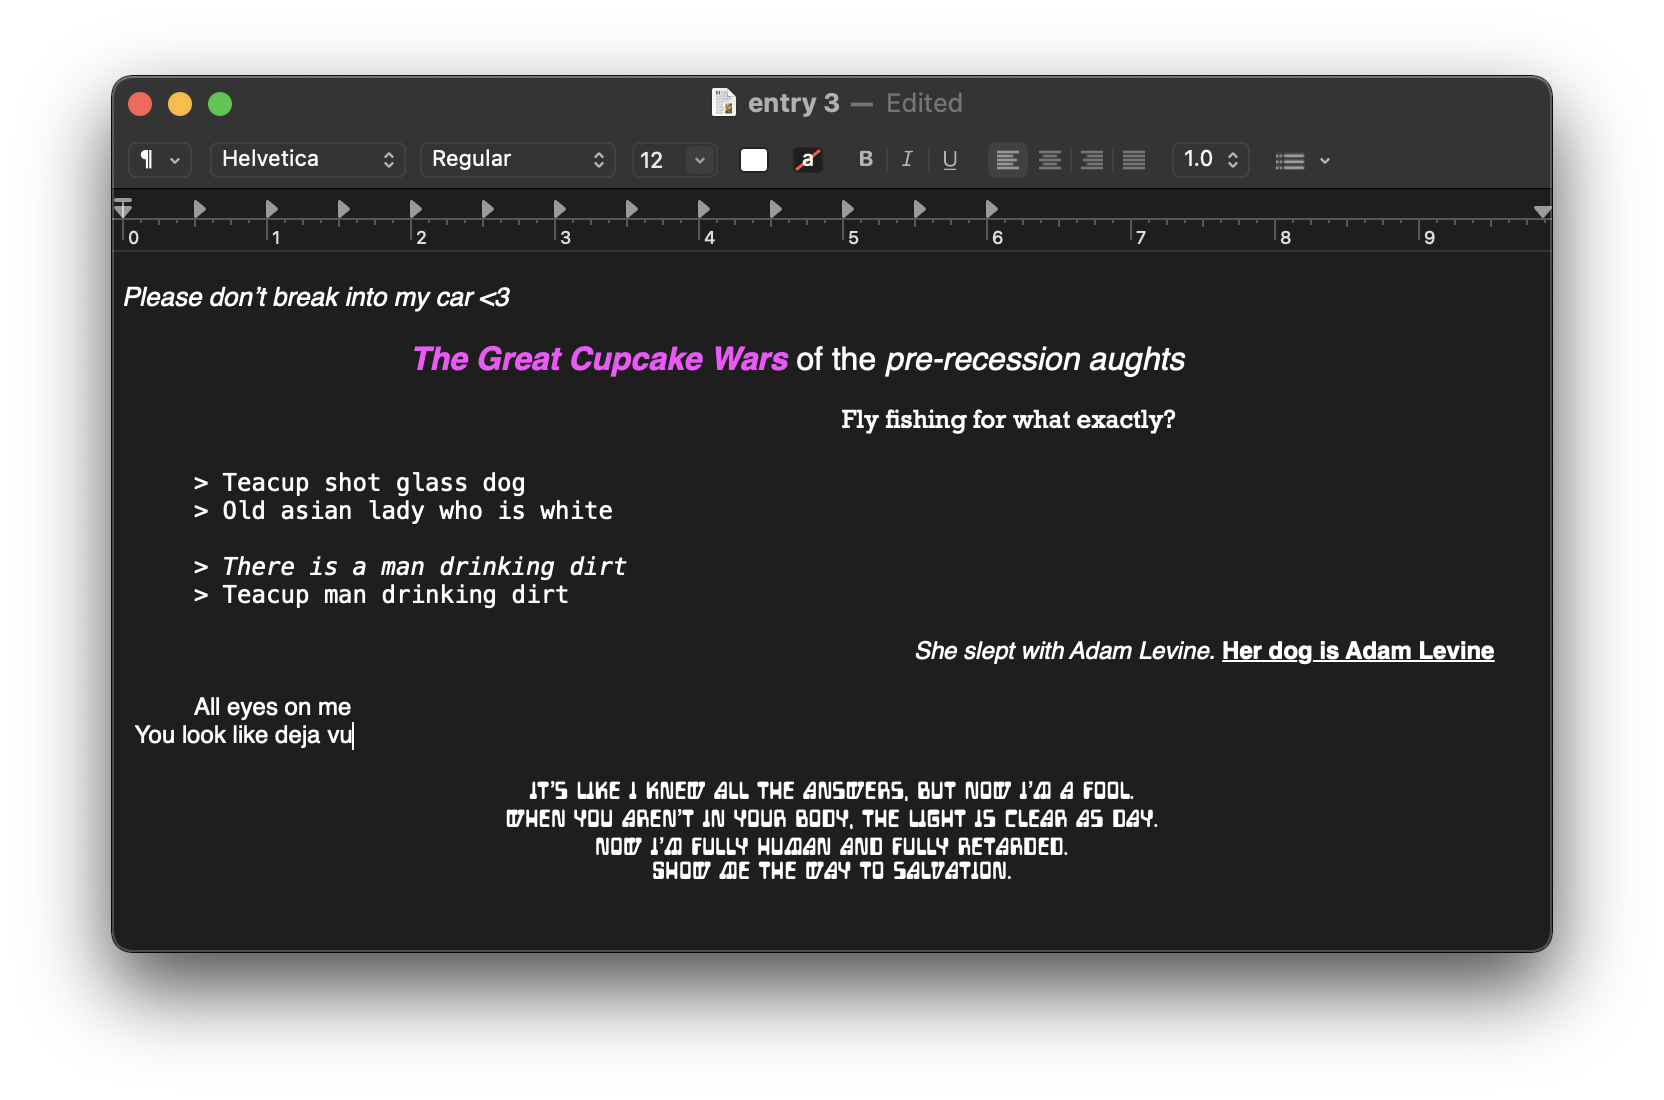 entry 3 — Edited
¶ Helvetica Regular 12 a B I U 1.0
0 1 2 3 4 5 6 7 8 9
Please don’t break into my car <3
The Great Cupcake Wars of the pre-recession aughts
Fly fishing for what exactly?
> Teacup shot glass dog
> Old asian lady who is white
> There is a man drinking dirt
> Teacup man drinking dirt
She slept with Adam Levine. Her dog is Adam Levine
All eyes on me
You look like deja vu
IT’S LIKE I KNEW ALL THE ANSWERS, BUT NOW I’M A FOOL.
WHEN YOU AREN’T IN YOUR BODY, THE LIGHT IS CLEAR AS DAY.
NOW I’M FULLY HUMAN AND FULLY RETARDED.
SHOW ME THE WAY TO SALVATION.